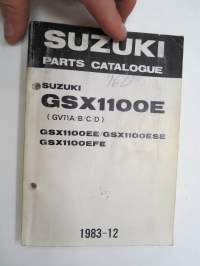 SUZUKI
PARTS CATALOGUE
SUZUKI
GSX1100E
(GV71A/B/C/D)
GSX1100EE/GSX1100ESE
GSX1100EFE
1983-12